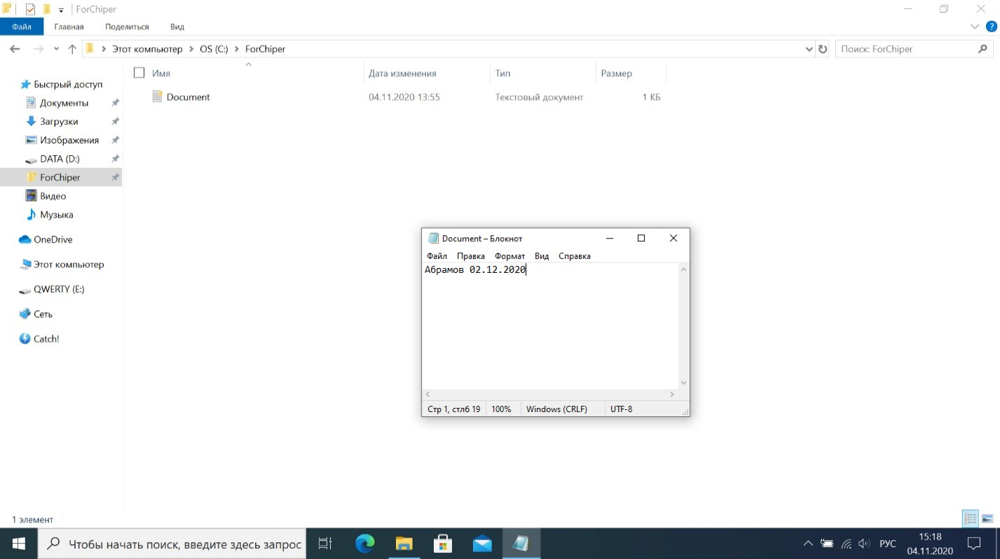 ForChiper
Файл Главная Поделиться Вид
Этот компьютер OS (C:) ForChiper
Поиск: ForChiper
Имя Дата изменения Тип Размер
Document 04.11.2020 13:55 Текстовый документ 1 КБ
Быстрый доступ
Документы
Загрузки
Изображения
DATA (D:)
ForChiper
Видео
Музыка
OneDrive
Этот компьютер
QWERTY (E:)
Сеть
Catch!
Document – Блокнот
Файл Правка Формат Вид Справка
Абрамов 02.12.2020
Стр 1, стлб 19 100% Windows (CRLF) UTF-8
1 элемент
Чтобы начать поиск, введите здесь запрос
РУС
15:18
04.11.2020